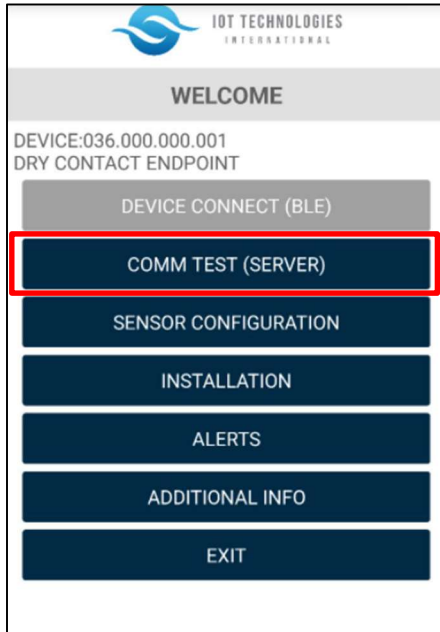 IOT TECHNOLOGIES
INTERNATIONAL
WELCOME
DEVICE:036.000.000.001
DRY CONTACT ENDPOINT
DEVICE CONNECT (BLE)
COMM TEST (SERVER)
SENSOR CONFIGURATION
INSTALLATION
ALERTS
ADDITIONAL INFO
EXIT